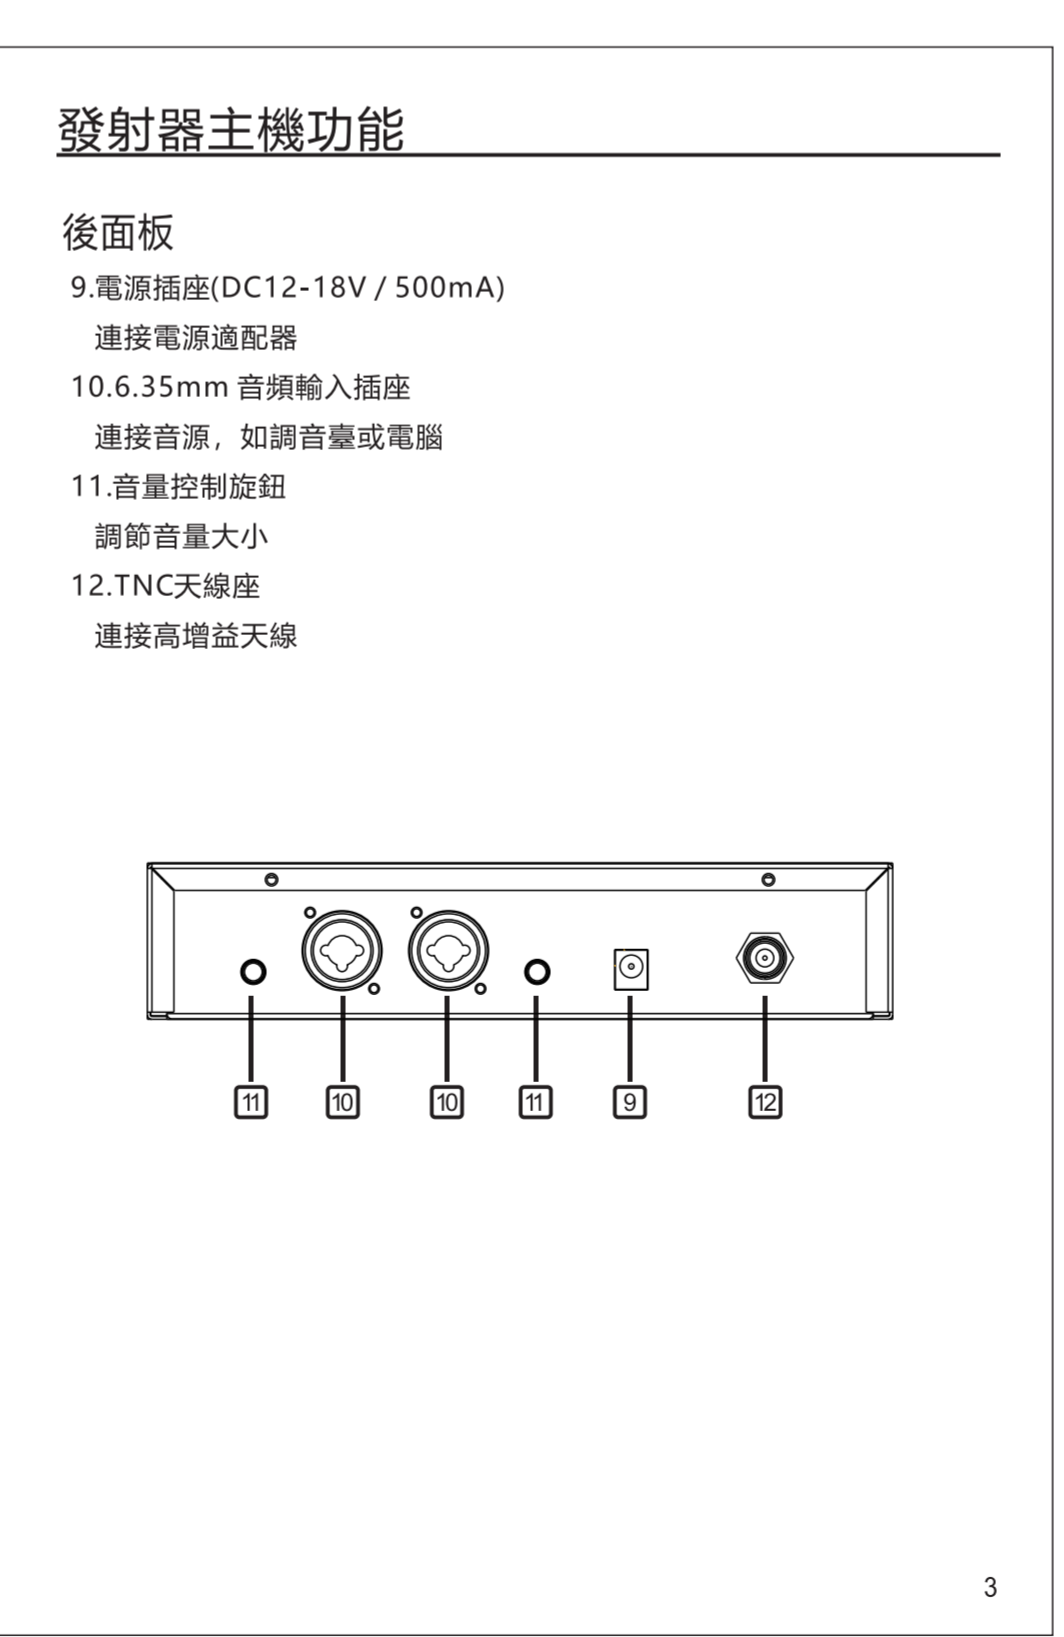 發射器主機功能
後面板
9.電源插座(DC12-18V / 500mA)
連接電源適配器
10.6.35mm 音頻輸入插座
連接音源，如調音臺或電腦
11.音量控制旋鈕
調節音量大小
12.TNC天線座
連接高增益天線
11 10 10 11 9 12
3